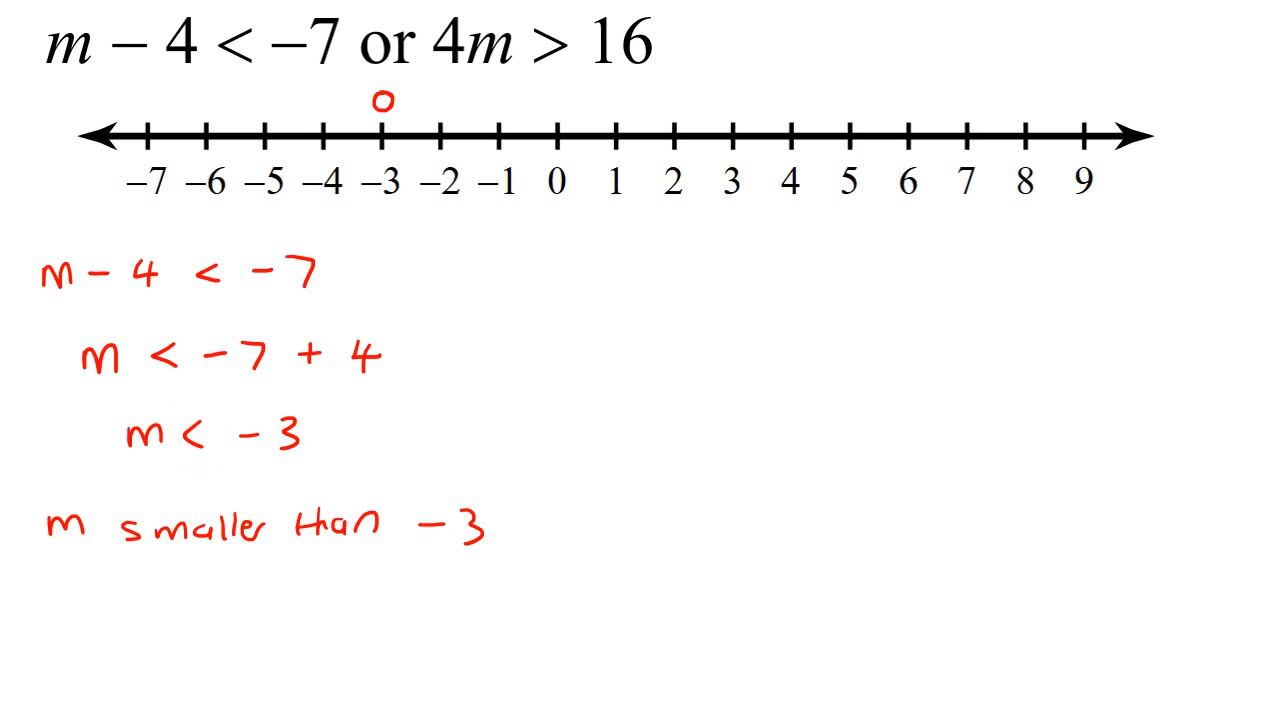 m − 4 < −7 or 4m > 16
−7 −6 −5 −4 −3 −2 −1 0 1 2 3 4 5 6 7 8 9
m - 4 < - 7
m < - 7 + 4
m < - 3
m smaller than - 3